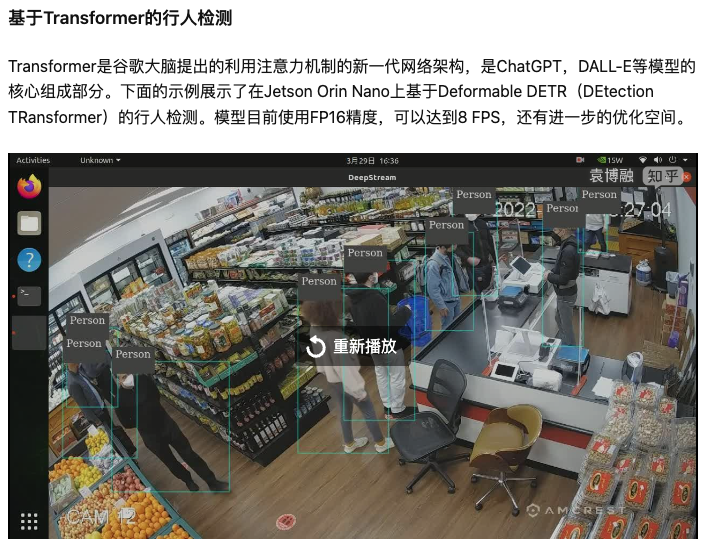 基于Transformer的行人检测
Transformer是谷歌大脑提出的利用注意力机制的新一代网络架构，是ChatGPT，DALL-E等模型的
核心组成部分。下面的示例展示了在Jetson Orin Nano上基于Deformable DETR（DEtection
TRansformer）的行人检测。模型目前使用FP16精度，可以达到8 FPS，还有进一步的优化空间。
Activities
Unknown
3月29日 16:36
15W
DeepStream
袁博融
知乎
Person
Person
2022
Person
:27:04
Person
Person
Person
Person
Person
Person
重新播放
CAM 12
AMCREST